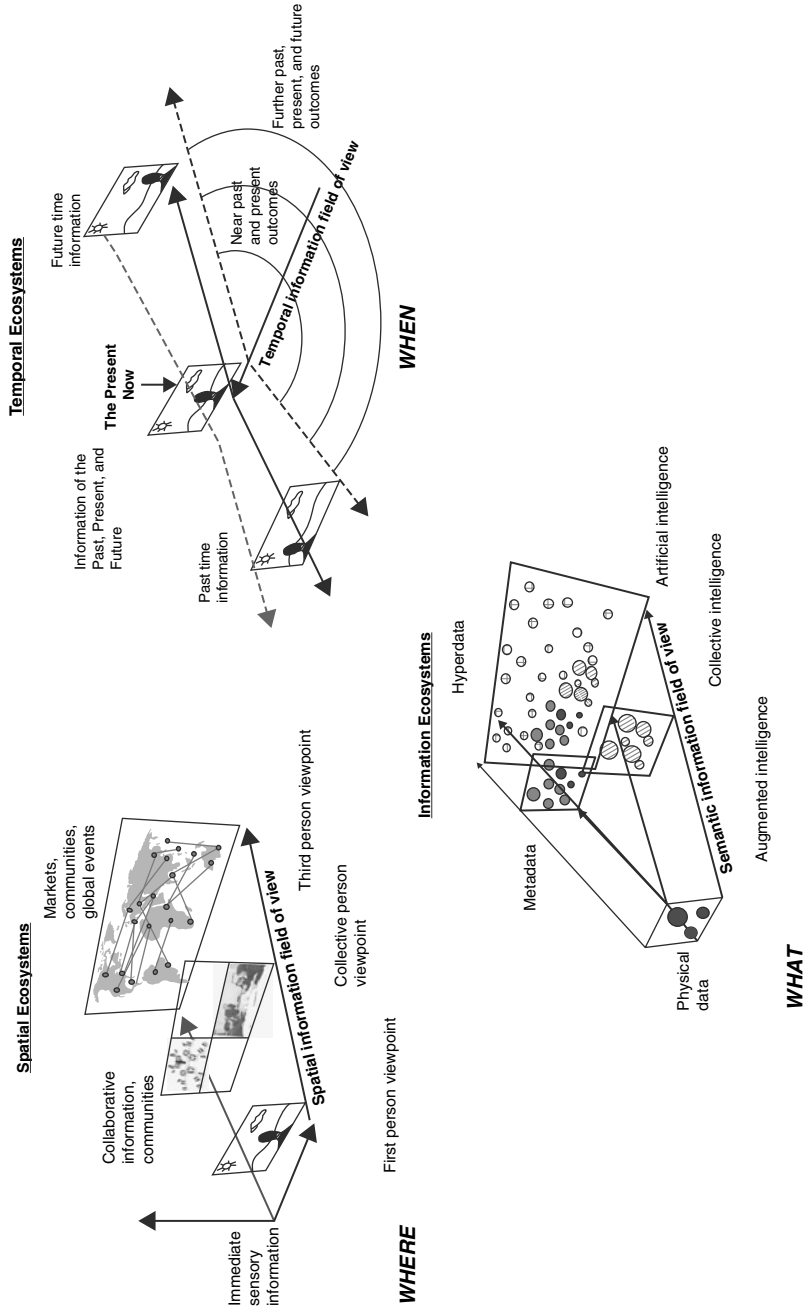 Spatial Ecosystems
Markets,
communities,
global events
Collaborative
information,
communities
Immediate
sensory
information
Spatial information field of view
Third person viewpoint
Collective person
viewpoint
First person viewpoint
WHERE
Temporal Ecosystems
Future time
information
The Present
Now
Information of the
Past, Present, and
Future
Past time
information
Near past
and present
outcomes
Further past,
present, and future
outcomes
Temporal information field of view
WHEN
Information Ecosystems
Hyperdata
Metadata
Physical
data
Semantic information field of view
Artificial intelligence
Collective intelligence
Augmented intelligence
WHAT